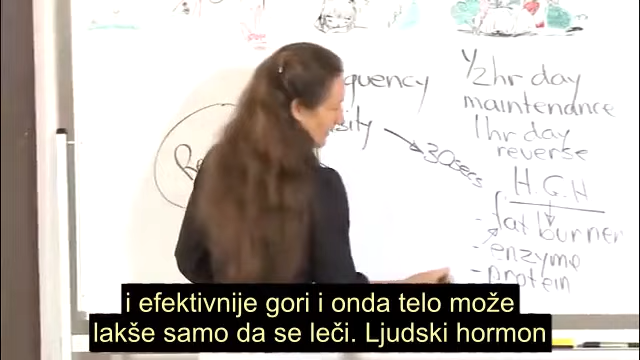 ½hr day
maintenance
1hr day
reverse
quency
30secs
H.G.H
- fat burner
- enzyme
- protein
i efektivnije gori i onda telo može
lakše samo da se leči. Ljudski hormon